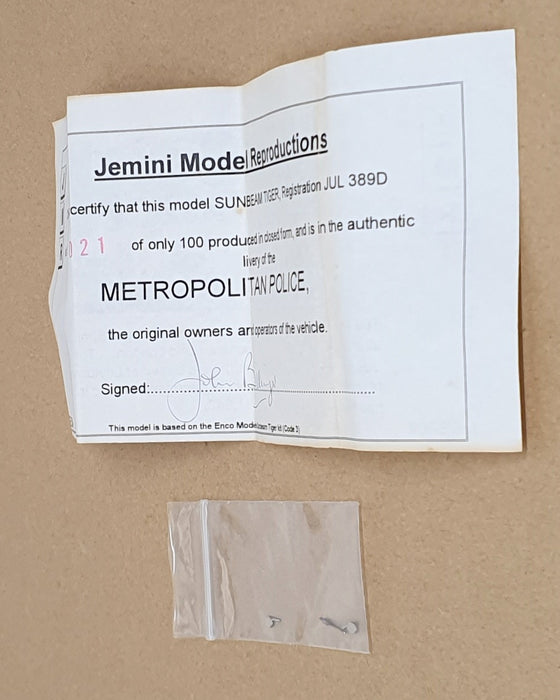 Jemini Model Reproductions
certify that this model SUNBEAM TIGER, Registration JUL 389D
021 of only 100 produced in closed form, and is in the authentic
livery of the
METROPOLITAN POLICE,
the original owners and operators of the vehicle.
Signed:
This model is based on the Enco Model Tiger kit (Code 3)